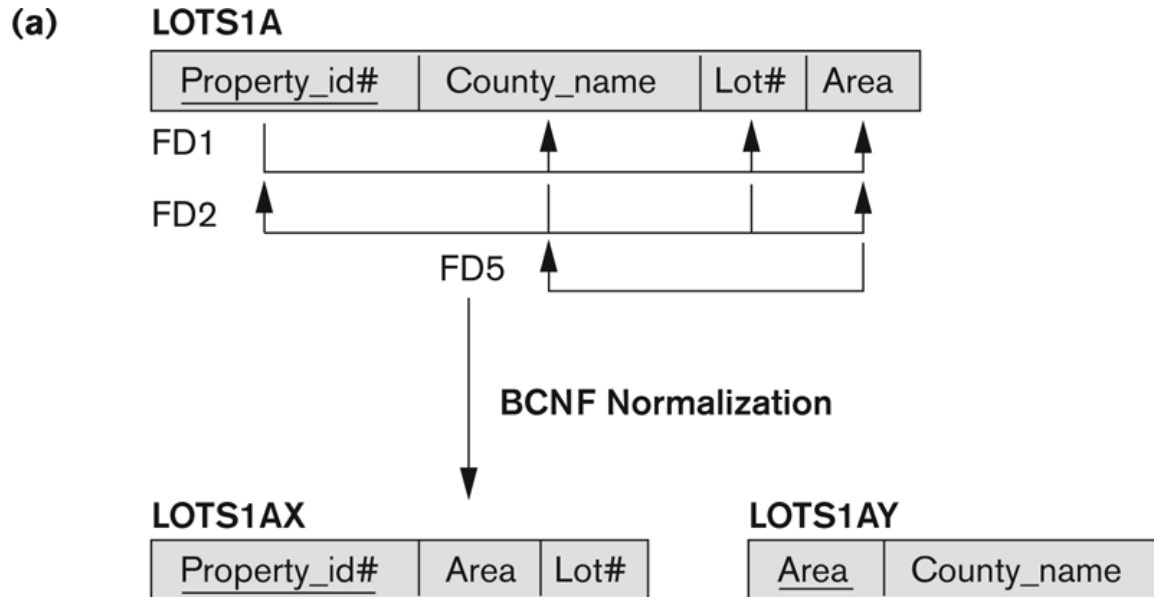 (a) LOTS1A
Property_id# County_name Lot# Area
FD1
FD2
FD5
BCNF Normalization
LOTS1AX LOTS1AY
Property_id# Area Lot# Area County_name